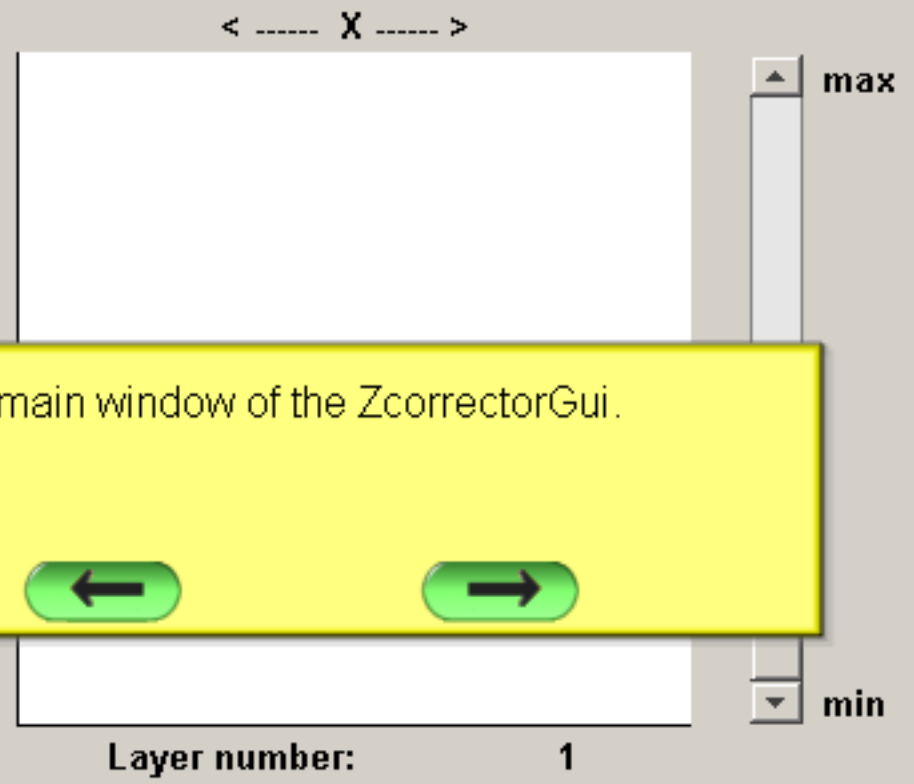 < ------ X ------ >
max
main window of the ZcorrectorGui.
min
Layer number: 1